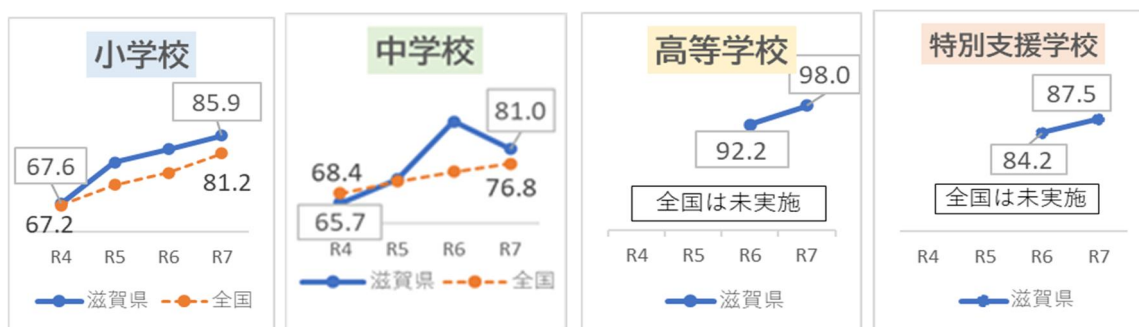 小学校
85.9
67.6
67.2
81.2
R4 R5 R6 R7
滋賀県 全国
中学校
81.0
68.4
65.7
76.8
R4 R5 R6 R7
滋賀県 全国
高等学校
98.0
92.2
全国は未実施
R4 R5 R6 R7
滋賀県
特別支援学校
87.5
84.2
全国は未実施
R4 R5 R6 R7
滋賀県